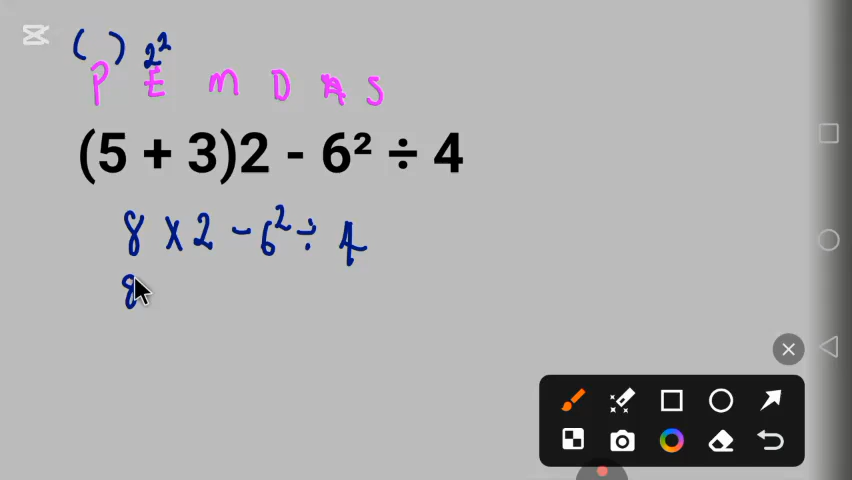 ( ) 2²
P E M D A S
(5 + 3)2 - 6² ÷ 4
8 × 2 - 6² ÷ 4
8